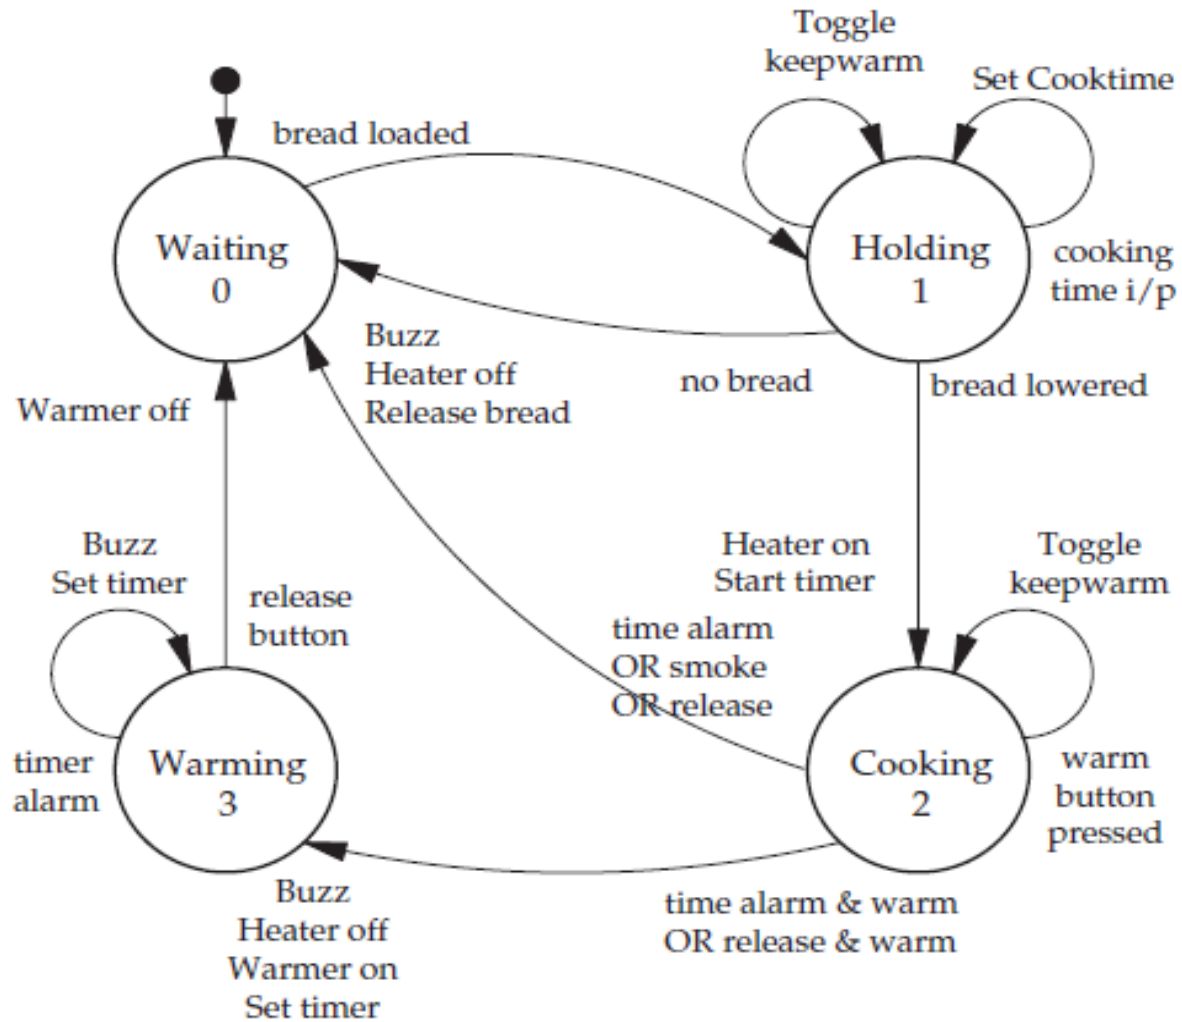 Toggle
keepwarm
Set Cooktime
bread loaded
Waiting
0
Holding
1
cooking
time i/p
Buzz
Heater off
Release bread
no bread
bread lowered
Warmer off
Buzz
Set timer
release
button
Heater on
Start timer
Toggle
keepwarm
time alarm
OR smoke
OR release
timer
alarm
Warming
3
Cooking
2
warm
button
pressed
Buzz
Heater off
Warmer on
Set timer
time alarm & warm
OR release & warm